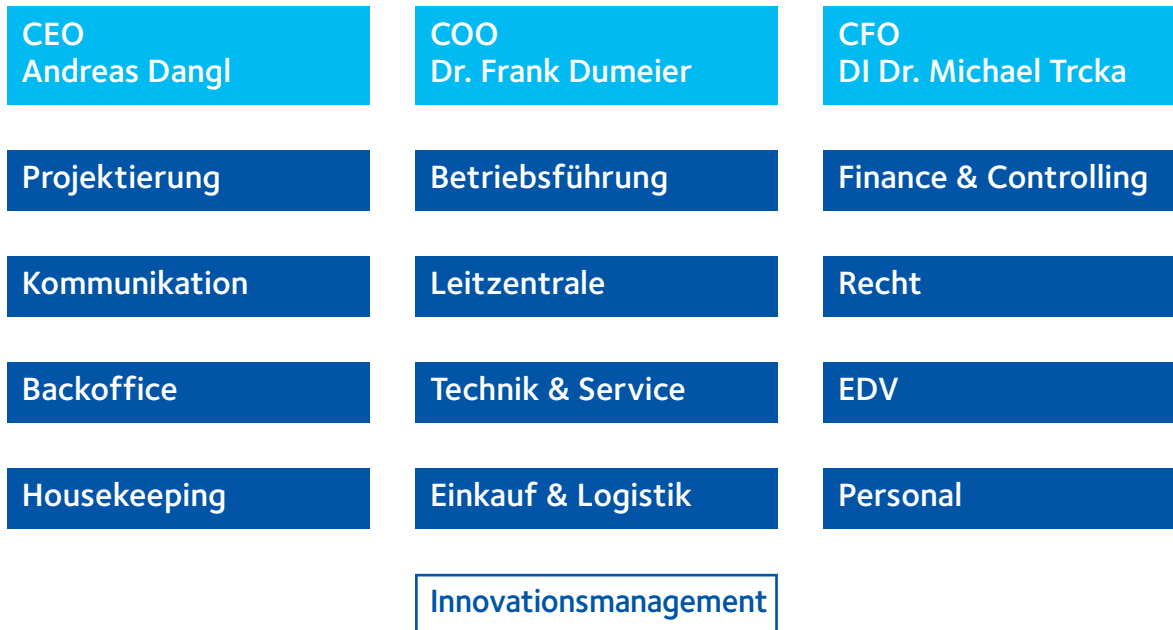 CEO
Andreas Dangl
COO
Dr. Frank Dumeier
CFO
DI Dr. Michael Trcka
Projektierung
Betriebsführung
Finance & Controlling
Kommunikation
Leitzentrale
Recht
Backoffice
Technik & Service
EDV
Housekeeping
Einkauf & Logistik
Personal
Innovationsmanagement